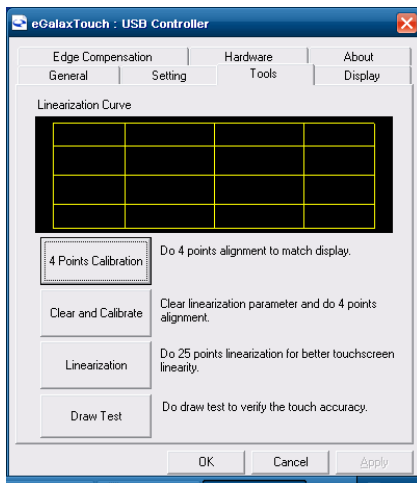 eGalaxTouch : USB Controller
Edge Compensation Hardware About
General Setting Tools Display
Linearization Curve
4 Points Calibration
Do 4 points alignment to match display.
Clear and Calibrate
Clear linearization parameter and do 4 points
alignment.
Linearization
Do 25 points linearization for better touchscreen
linearity.
Draw Test
Do draw test to verify the touch accuracy.
OK Cancel Apply